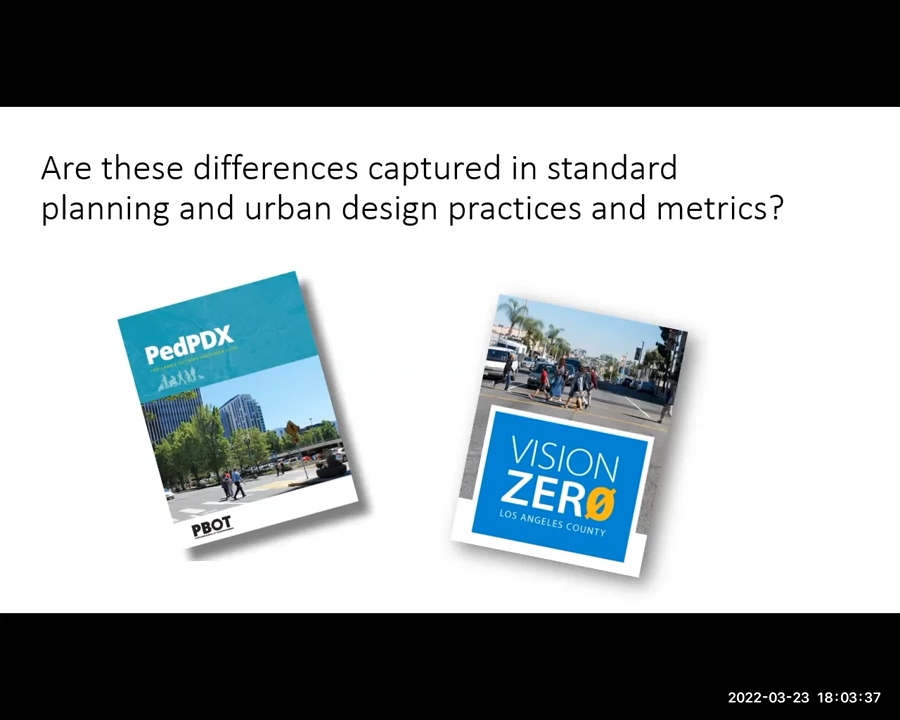 Are these differences captured in standard
planning and urban design practices and metrics?
PedPDX
PBOT
VISION
ZERØ
LOS ANGELES COUNTY
2022-03-23 18:03:37